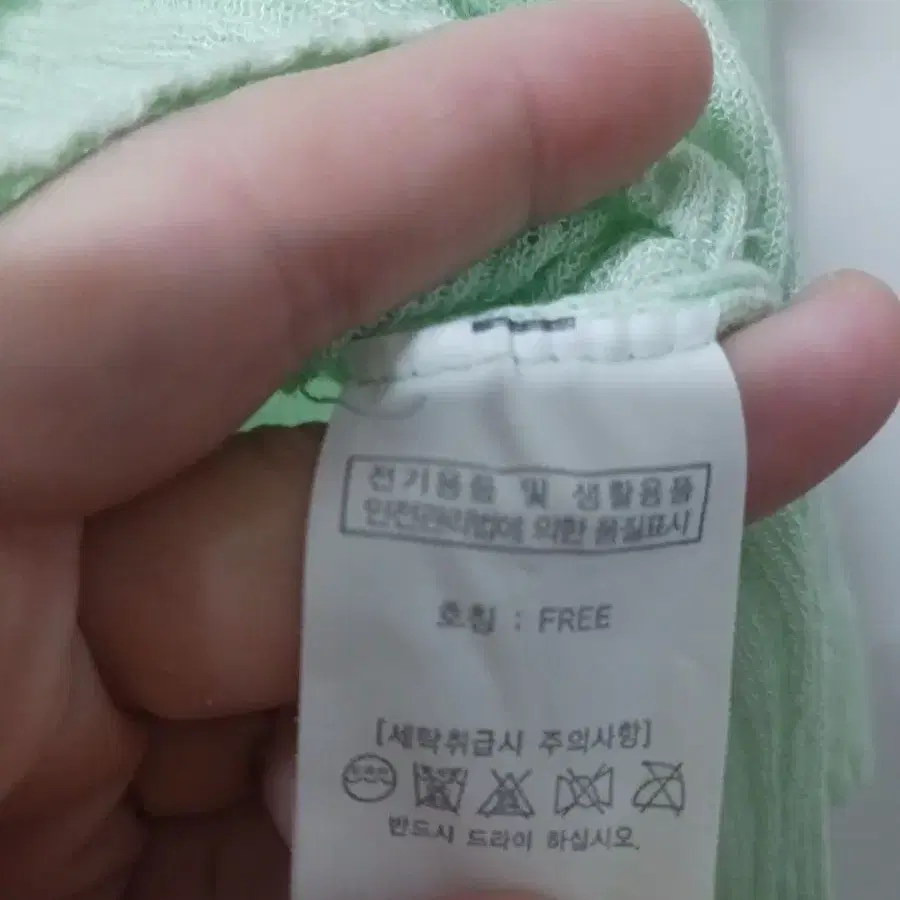 전기용품 및 생활용품
안전관리법에 의한 품질표시
호칭 : FREE
[세탁취급시 주의사항]
반드시 드라이 하십시오.